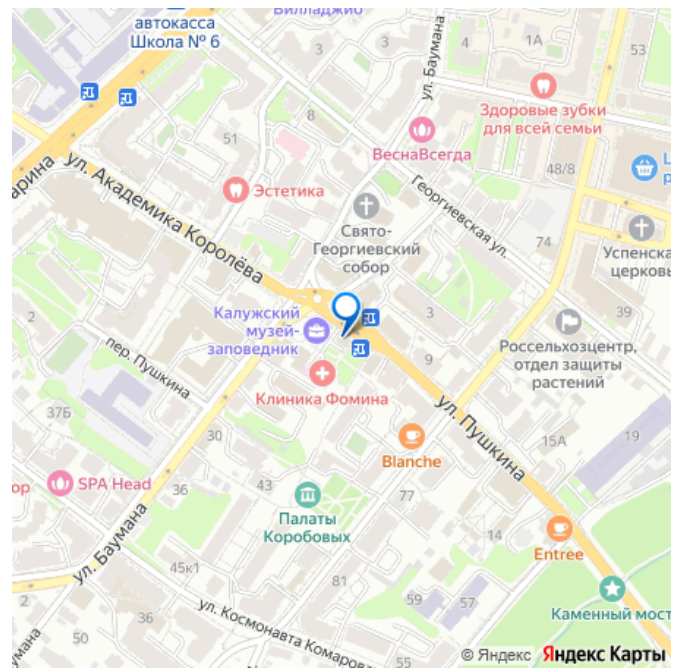 Вилладжио
автокасса
Школа № 6
3
3
4
1А
53
ул. Баумана
Здоровые зубки
для всей семьи
8
51
ВеснаВсегда
48/8
ул. Академика Королёва
Эстетика
Георгиевская ул.
Свято-
Георгиевский
собор
74
Успенска
церковь
2
Калужский
музей-
заповедник
3
39
пер. Пушкина
9
Россельхозцентр,
отдел защиты
растений
Клиника Фомина
37Б
30
ул. Пушкина
15А
19
Blanche
SPA Head
36
43
77
Палаты
Коробовых
14
Entree
ул. Баумана
45к1
81
59
57
2
36
ул. Космонавта Комарова
Каменный мост
50
55
© Яндекс Яндекс Карты